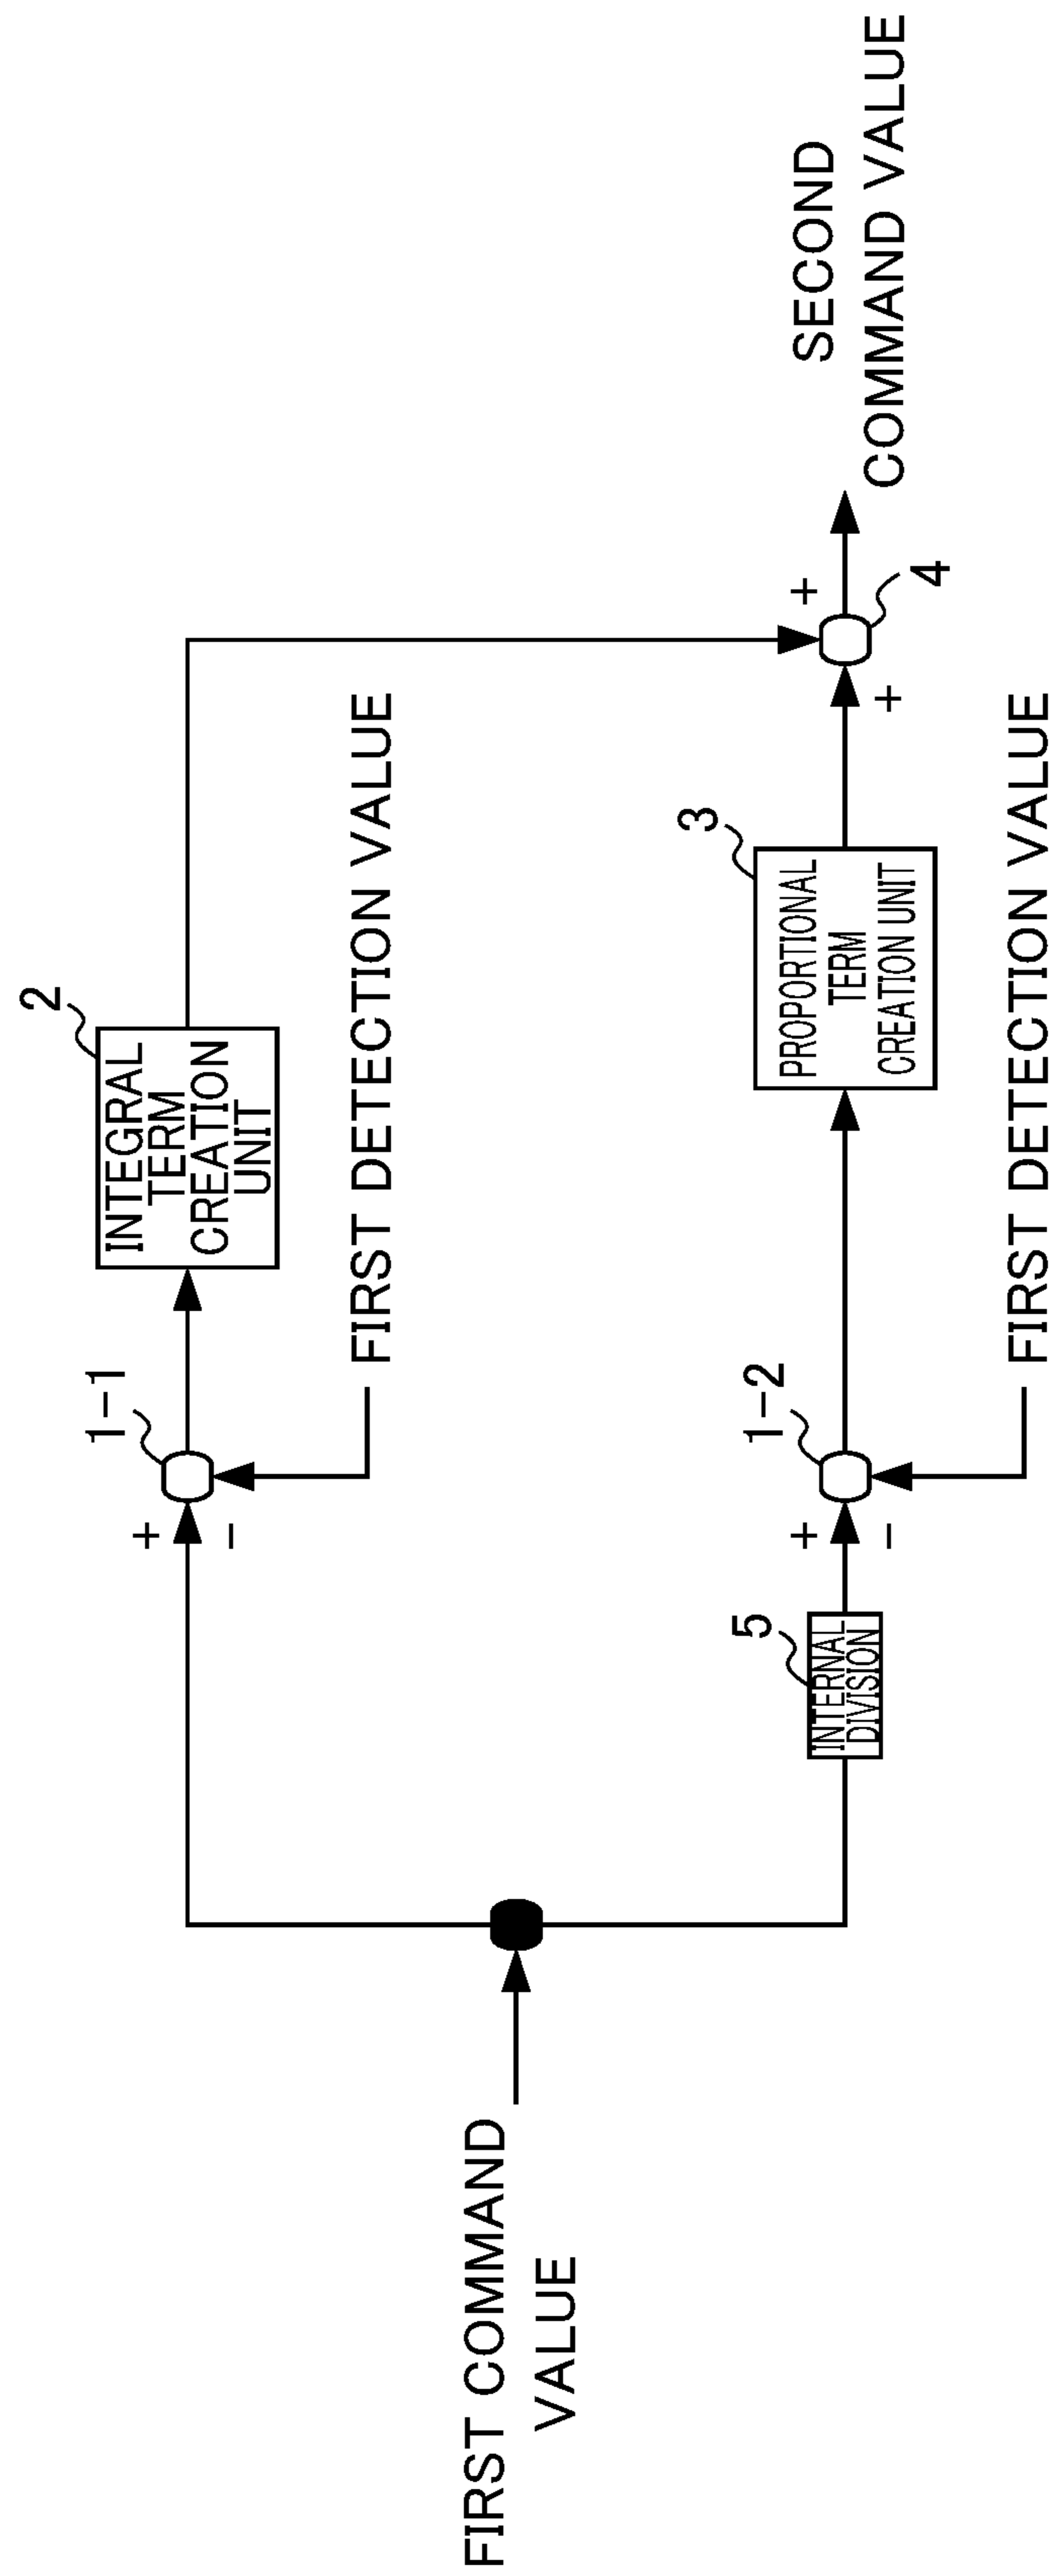 FIRST COMMAND
VALUE
1-1
+
-
FIRST DETECTION VALUE
2
INTEGRAL
TERM
CREATION
UNIT
5
INTERNAL
DIVISION
1-2
+
-
FIRST DETECTION VALUE
3
PROPORTIONAL
TERM
CREATION UNIT
+
+
4
SECOND
COMMAND VALUE